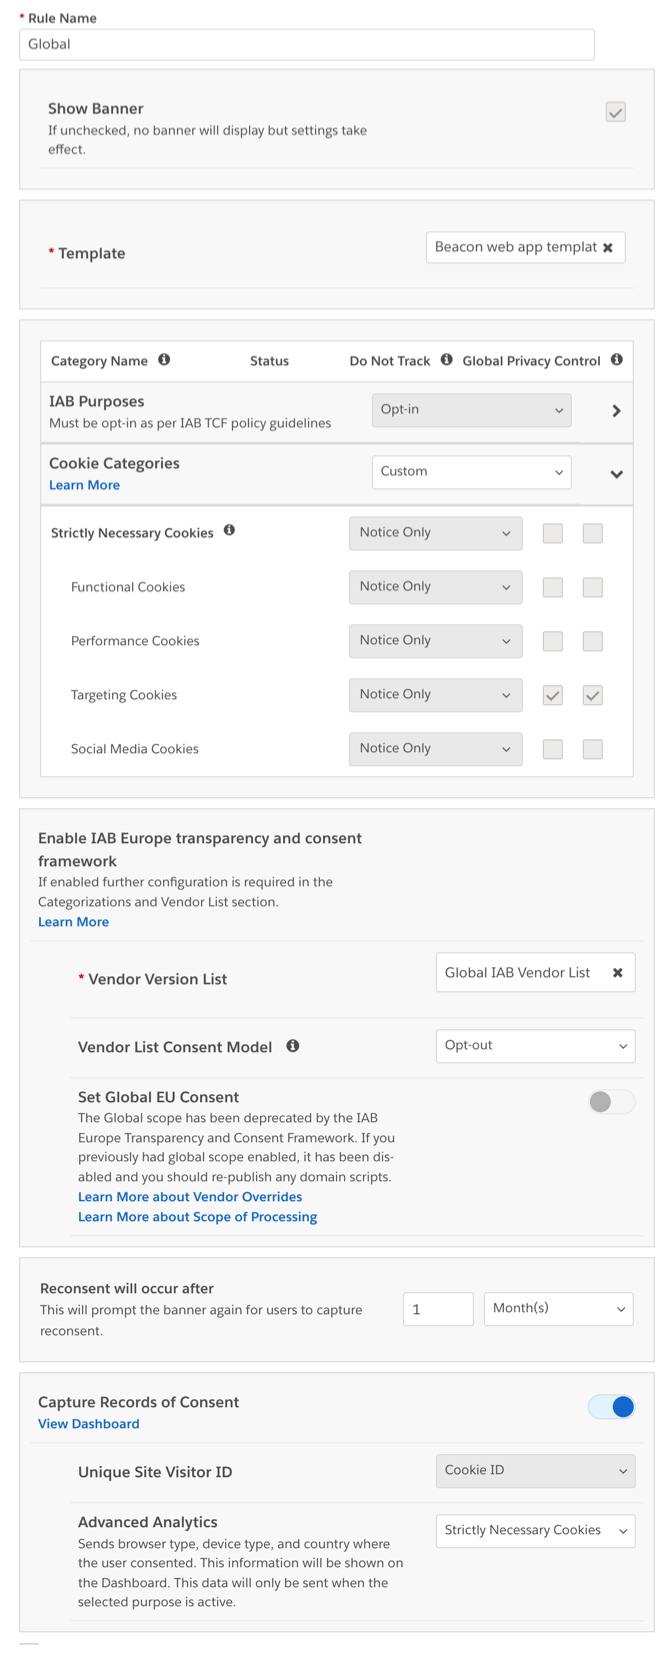 * Rule Name
Global
Show Banner
If unchecked, no banner will display but settings take
effect.
* Template
Beacon web app templat ✖
Category Name
Status
Do Not Track
Global Privacy Control
IAB Purposes
Must be opt-in as per IAB TCF policy guidelines
Opt-in
Cookie Categories
Learn More
Custom
Strictly Necessary Cookies
Notice Only
Functional Cookies
Notice Only
Performance Cookies
Notice Only
Targeting Cookies
Notice Only
Social Media Cookies
Notice Only
Enable IAB Europe transparency and consent
framework
If enabled further configuration is required in the
Categorizations and Vendor List section.
Learn More
* Vendor Version List
Global IAB Vendor List ✖
Vendor List Consent Model
Opt-out
Set Global EU Consent
The Global scope has been deprecated by the IAB
Europe Transparency and Consent Framework. If you
previously had global scope enabled, it has been dis-
abled and you should re-publish any domain scripts.
Learn More about Vendor Overrides
Learn More about Scope of Processing
Reconsent will occur after
This will prompt the banner again for users to capture
reconsent.
1
Month(s)
Capture Records of Consent
View Dashboard
Unique Site Visitor ID
Cookie ID
Advanced Analytics
Sends browser type, device type, and country where
the user consented. This information will be shown on
the Dashboard. This data will only be sent when the
selected purpose is active.
Strictly Necessary Cookies